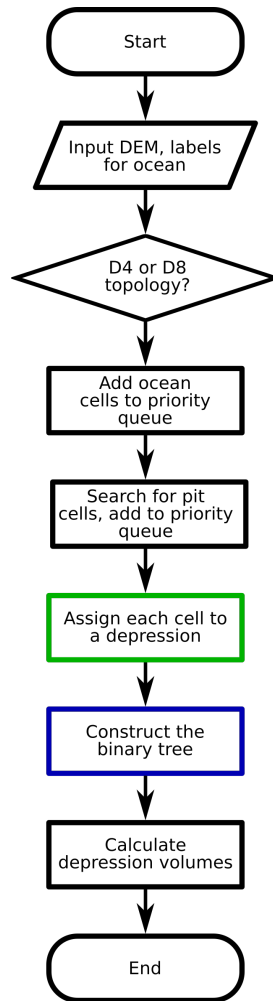 Start
Input DEM, labels
for ocean
D4 or D8
topology?
Add ocean
cells to priority
queue
Search for pit
cells, add to priority
queue
Assign each cell to
a depression
Construct the
binary tree
Calculate
depression volumes
End